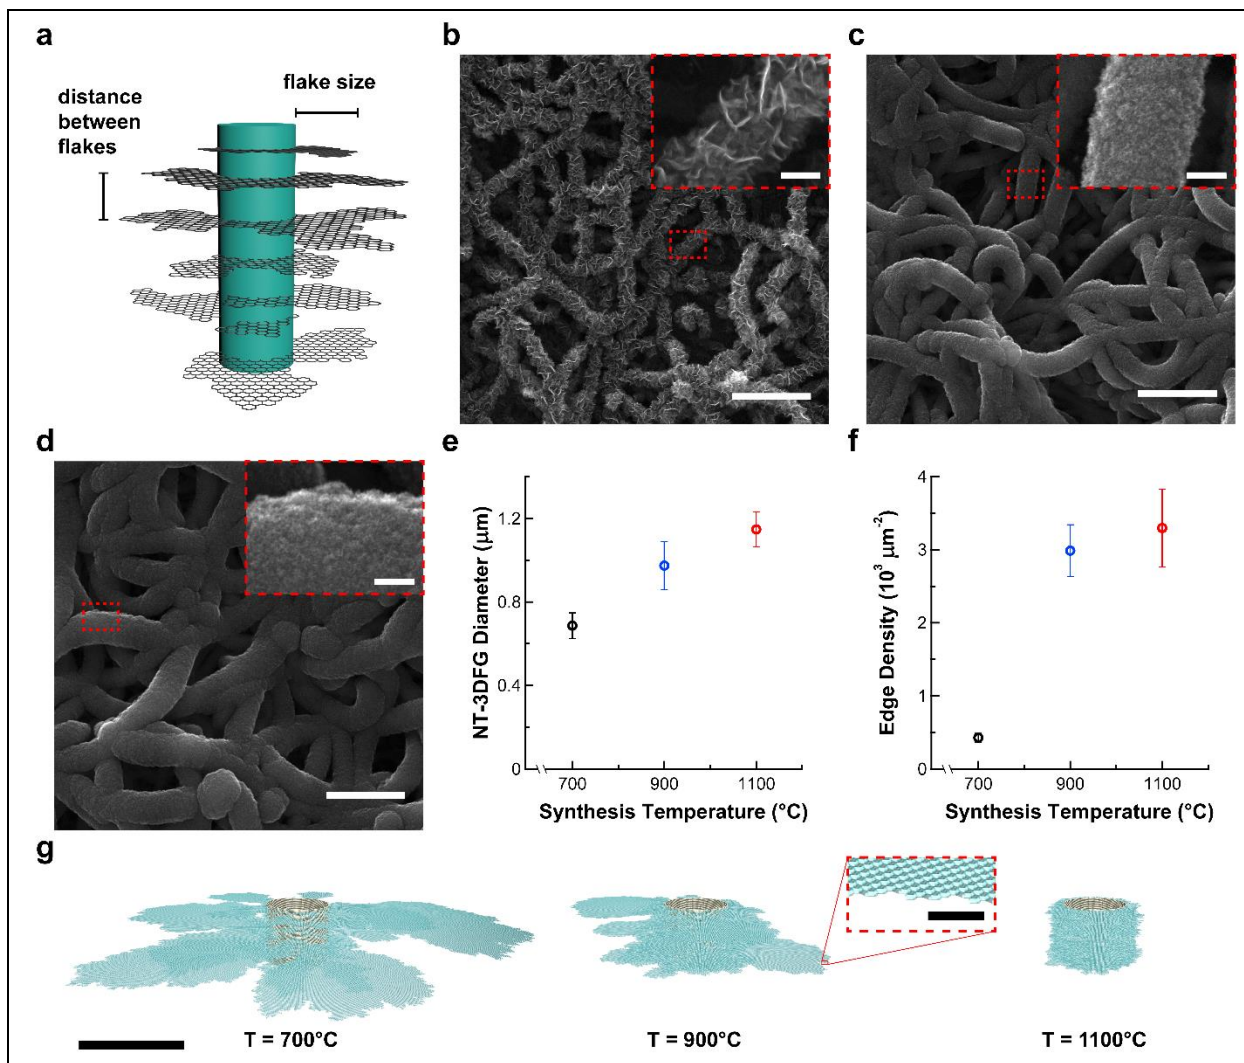 a
flake size
distance
between
flakes
b
c
d
e
NT-3DFG Diameter (μm)
1.2
0.8
0.4
0
700
900
1100
Synthesis Temperature (°C)
f
Edge Density (10³ μm⁻²)
4
3
2
1
0
700
900
1100
Synthesis Temperature (°C)
g
T = 700°C
T = 900°C
T = 1100°C